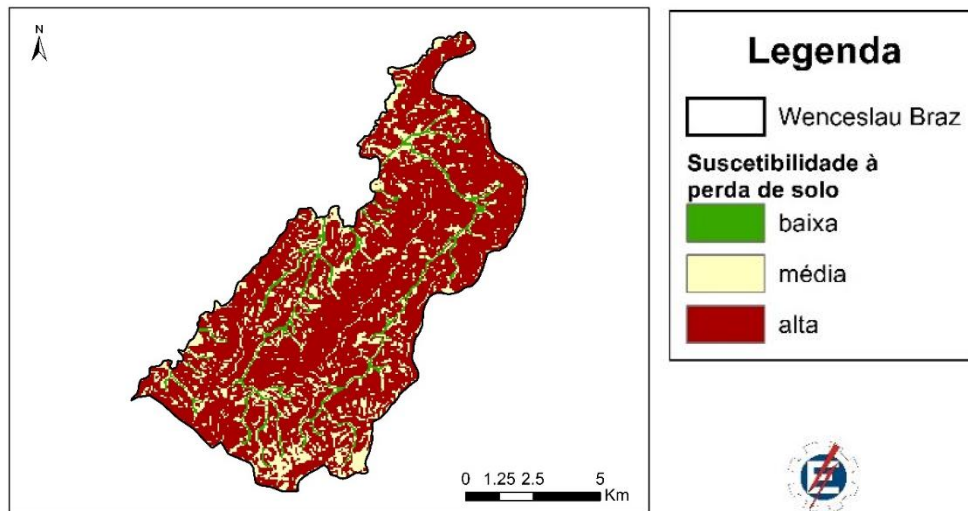 N
Legenda
Wenceslau Braz
Suscetibilidade à
perda de solo
baixa
média
alta
0 1.25 2.5 5
Km
E